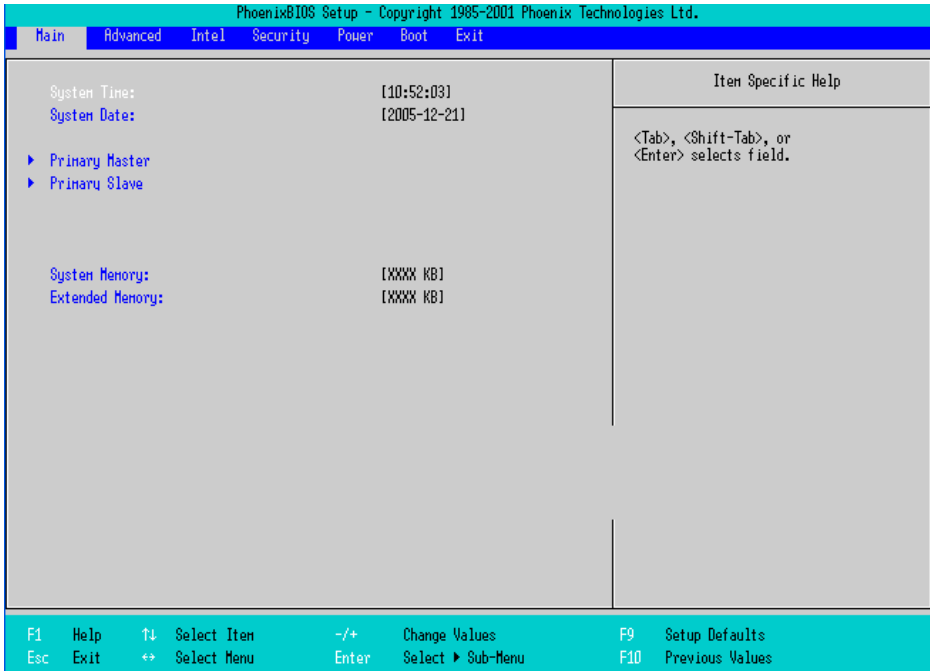 PhoenixBIOS Setup - Copyright 1985-2001 Phoenix Technologies Ltd.
Main Advanced Intel Security Power Boot Exit
Item Specific Help
System Time: [10:52:03]
System Date: [2005-12-21]
<Tab>, <Shift-Tab>, or
<Enter> selects field.
▶ Primary Master
▶ Primary Slave
System Memory: [XXXX KB]
Extended Memory: [XXXX KB]
F1 Help ↑↓ Select Item -/+ Change Values F9 Setup Defaults
Esc Exit ↔ Select Menu Enter Select ▶ Sub-Menu F10 Previous Values